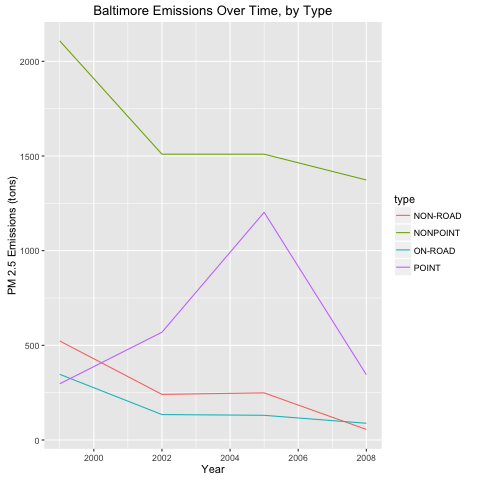 Baltimore Emissions Over Time, by Type
PM 2.5 Emissions (tons)
2000
1500
1000
500
0
2000
2002
2004
2006
2008
Year
type
NON-ROAD
NONPOINT
ON-ROAD
POINT